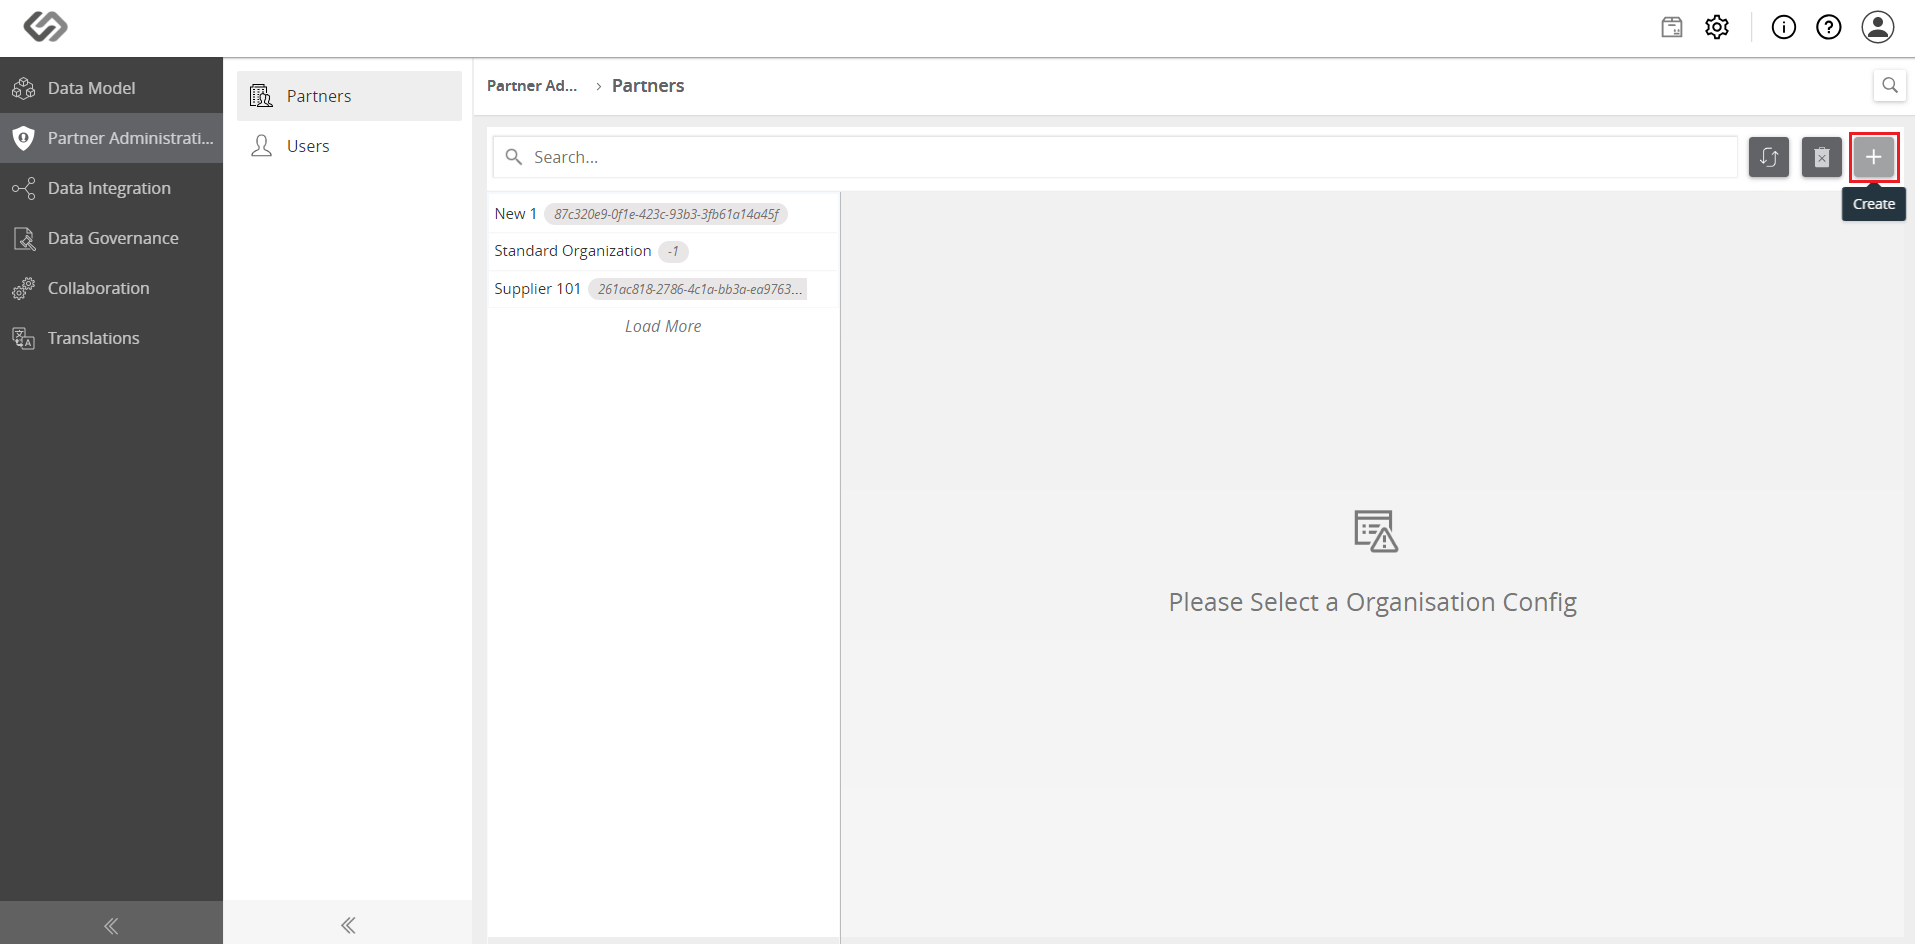 Data Model
Partner Administrati...
Data Integration
Data Governance
Collaboration
Translations
Partners
Users
Partner Ad... › Partners
Search...
Create
New 1 87c320e9-0f1e-423c-93b3-3fb61a14a45f
Standard Organization -1
Supplier 101 261ac818-2786-4c1a-bb3a-ea9763...
Load More
Please Select a Organisation Config